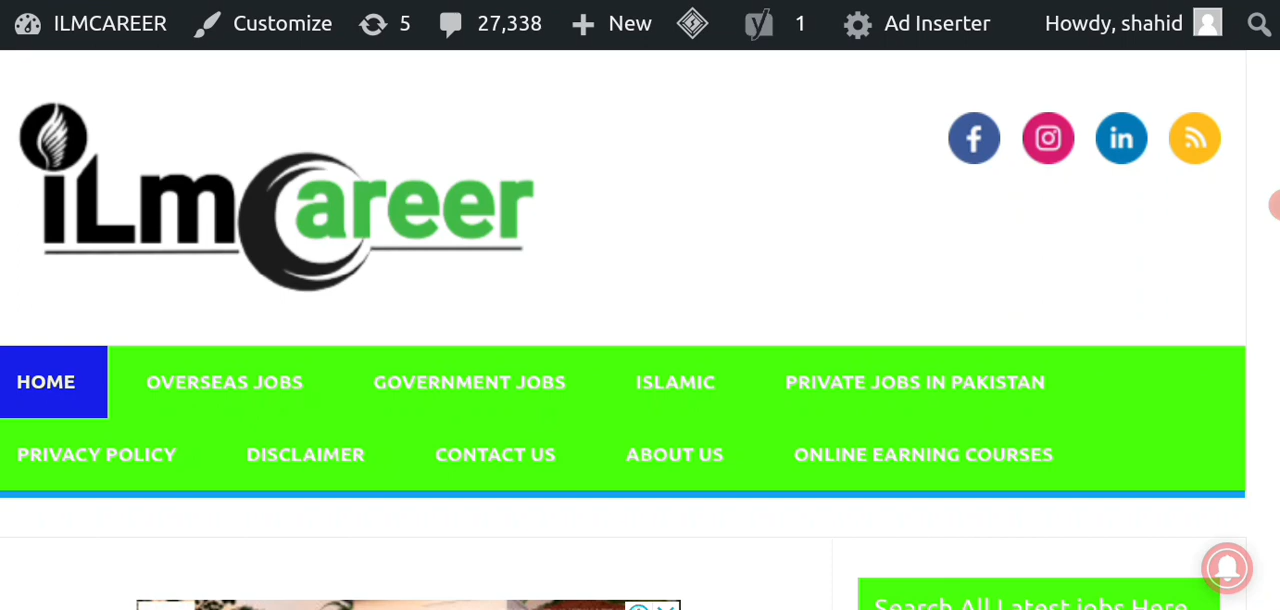 ILMCAREER Customize 5 27,338 New 1 Ad Inserter Howdy, shahid
iLmCareer
HOME OVERSEAS JOBS GOVERNMENT JOBS ISLAMIC PRIVATE JOBS IN PAKISTAN
PRIVACY POLICY DISCLAIMER CONTACT US ABOUT US ONLINE EARNING COURSES
Search All Latest jobs Here